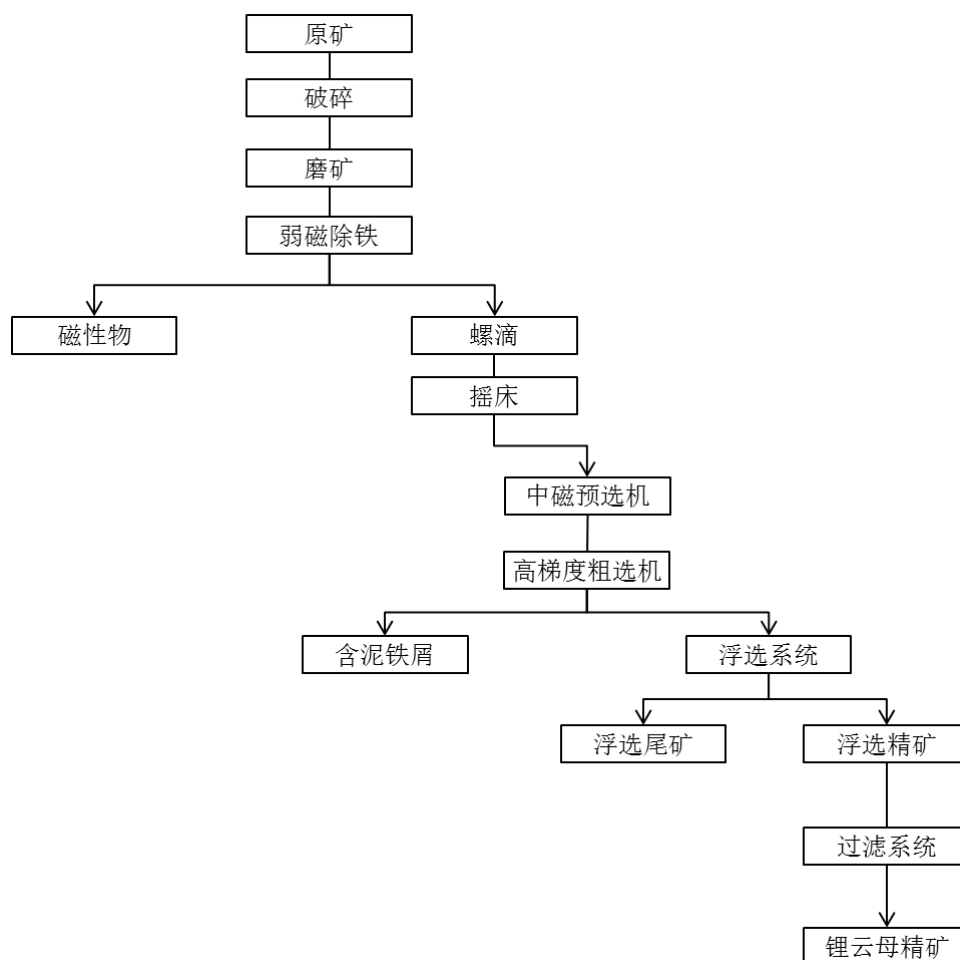 原矿
破碎
磨矿
弱磁除铁
磁性物
螺滴
摇床
中磁预选机
高梯度粗选机
含泥铁屑
浮选系统
浮选尾矿
浮选精矿
过滤系统
锂云母精矿